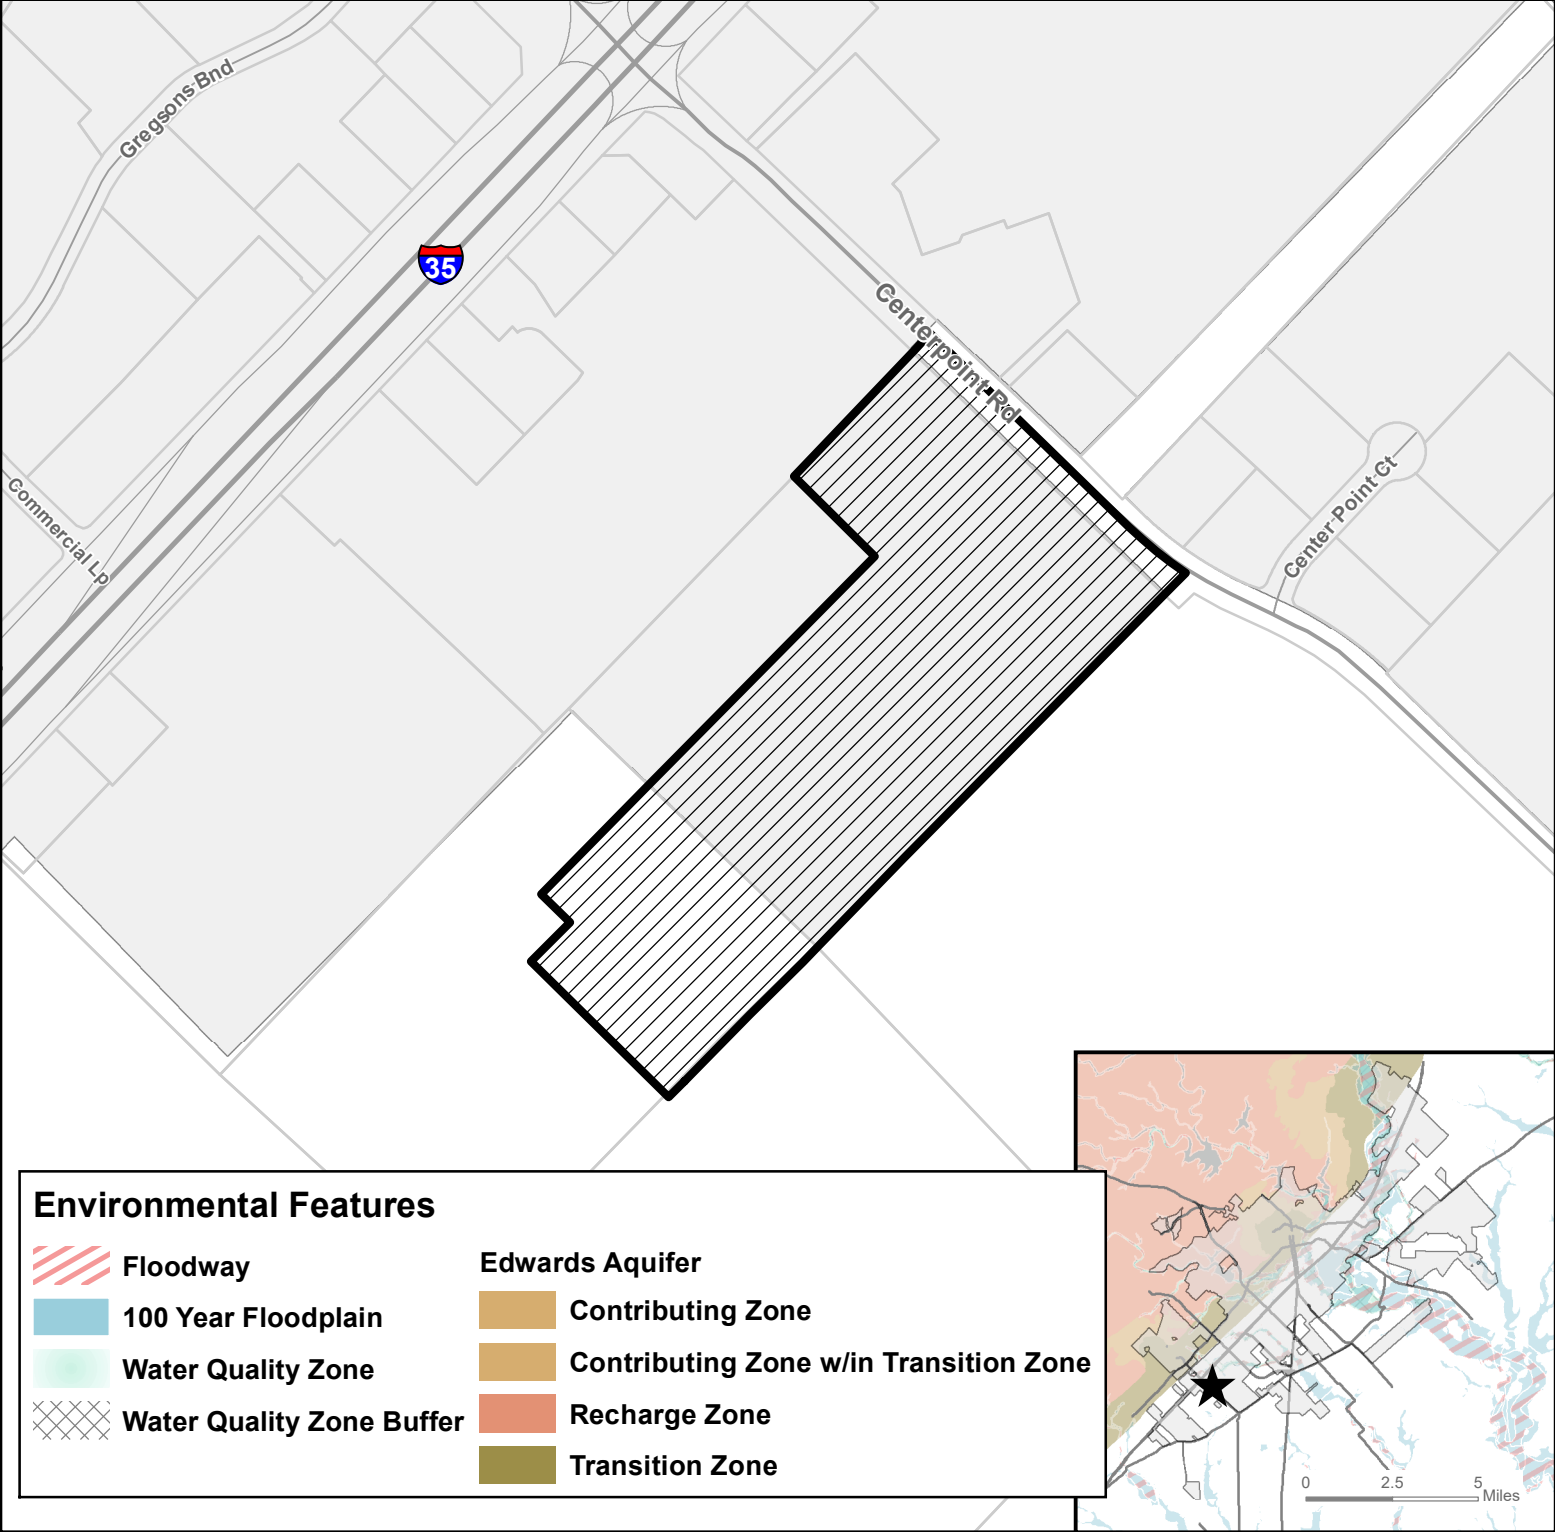 Gregsons Bnd
35
Centerpoint Rd
Commercial Lp
Center Point Ct
Environmental Features
Floodway
100 Year Floodplain
Water Quality Zone
Water Quality Zone Buffer
Edwards Aquifer
Contributing Zone
Contributing Zone w/in Transition Zone
Recharge Zone
Transition Zone
0 2.5 5
Miles